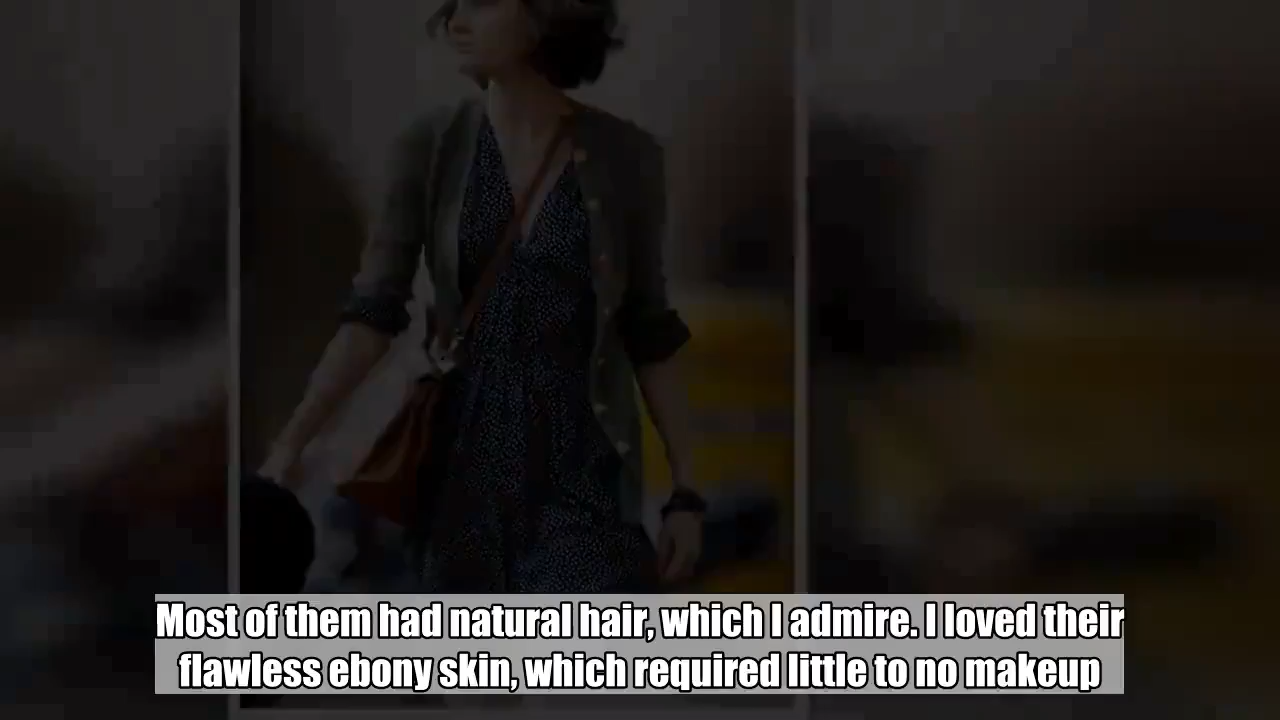 Most of them had natural hair, which I admire. I loved their
flawless ebony skin, which required little to no makeup